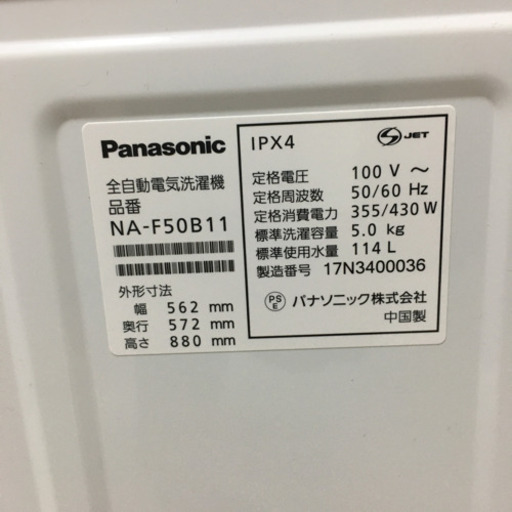 Panasonic
全自動電気洗濯機
品番
NA-F50B11
外形寸法
幅 562 mm
奥行 572 mm
高さ 880 mm
IPX4
S JET
定格電圧 100 V ～
定格周波数 50/60 Hz
定格消費電力 355/430 W
標準洗濯容量 5.0 kg
標準使用水量 114 L
製造番号 17N3400036
PS E パナソニック株式会社
中国製